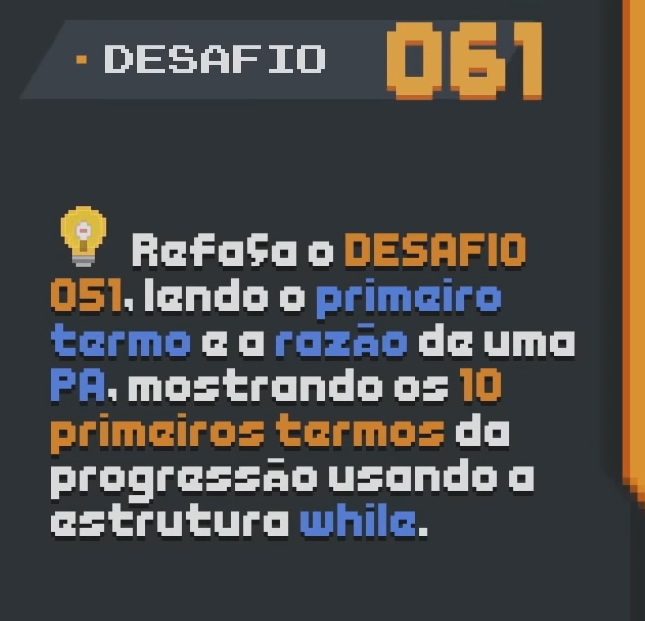 DESAFIO 061
Refaça o DESAFIO
051, lendo o primeiro
termo e a razão de uma
PA, mostrando os 10
primeiros termos da
progressão usando a
estrutura while.